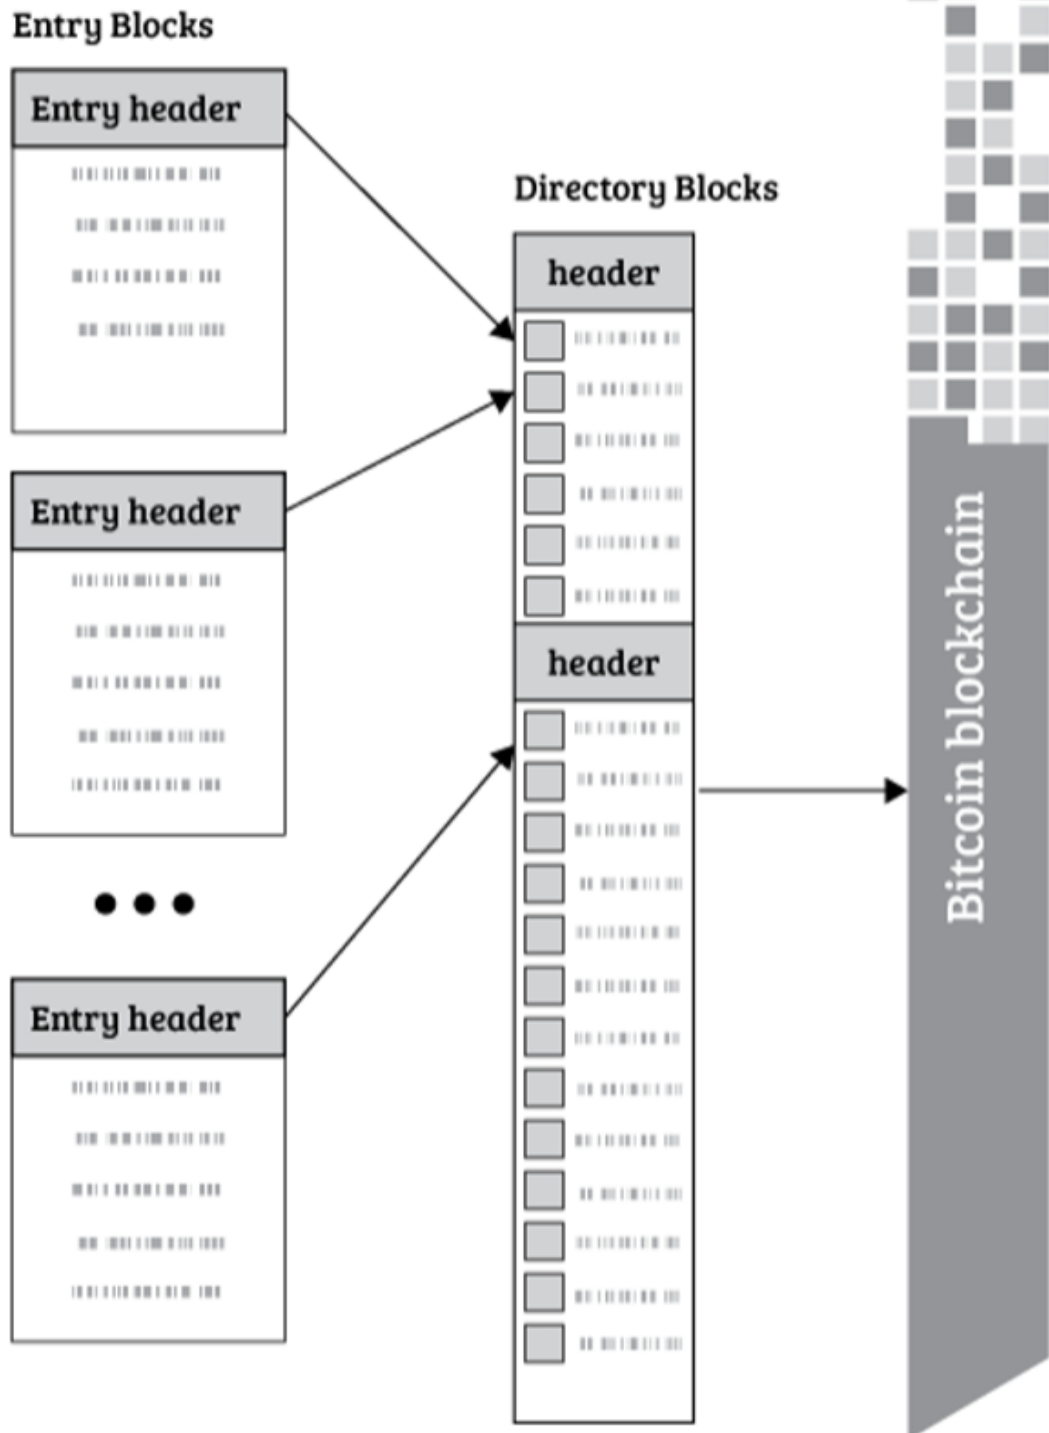 Entry Blocks
Entry header
Entry header
Entry header
Directory Blocks
header
header
Bitcoin blockchain